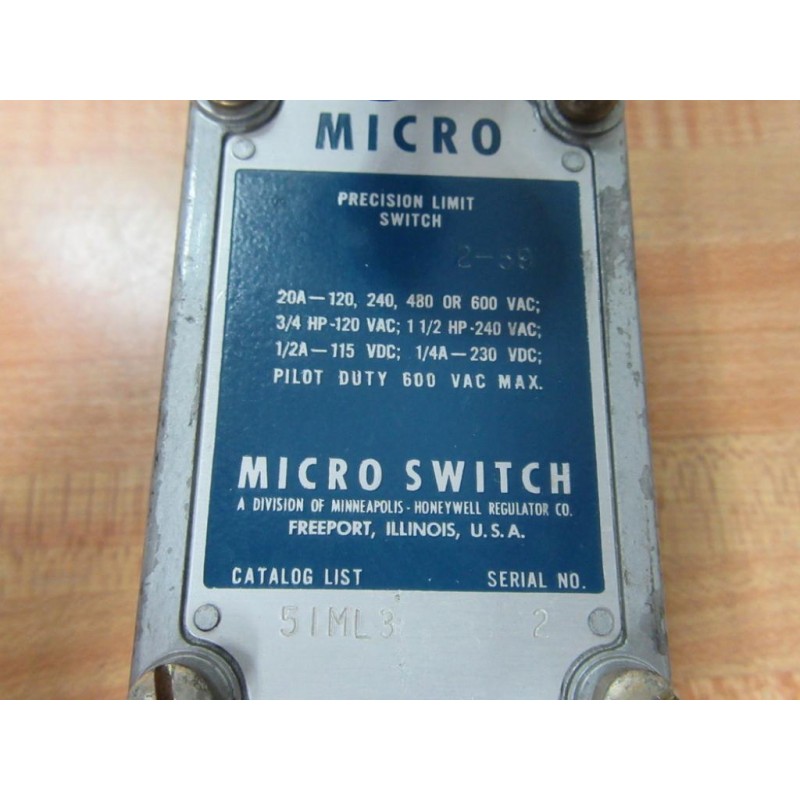 MICRO
PRECISION LIMIT
SWITCH
2-59
20A—120, 240, 480 OR 600 VAC;
3/4 HP-120 VAC; 1 1/2 HP-240 VAC;
1/2A—115 VDC; 1/4A—230 VDC;
PILOT DUTY 600 VAC MAX.
MICRO SWITCH
A DIVISION OF MINNEAPOLIS-HONEYWELL REGULATOR CO.
FREEPORT, ILLINOIS, U.S.A.
CATALOG LIST SERIAL NO.
51ML3 2